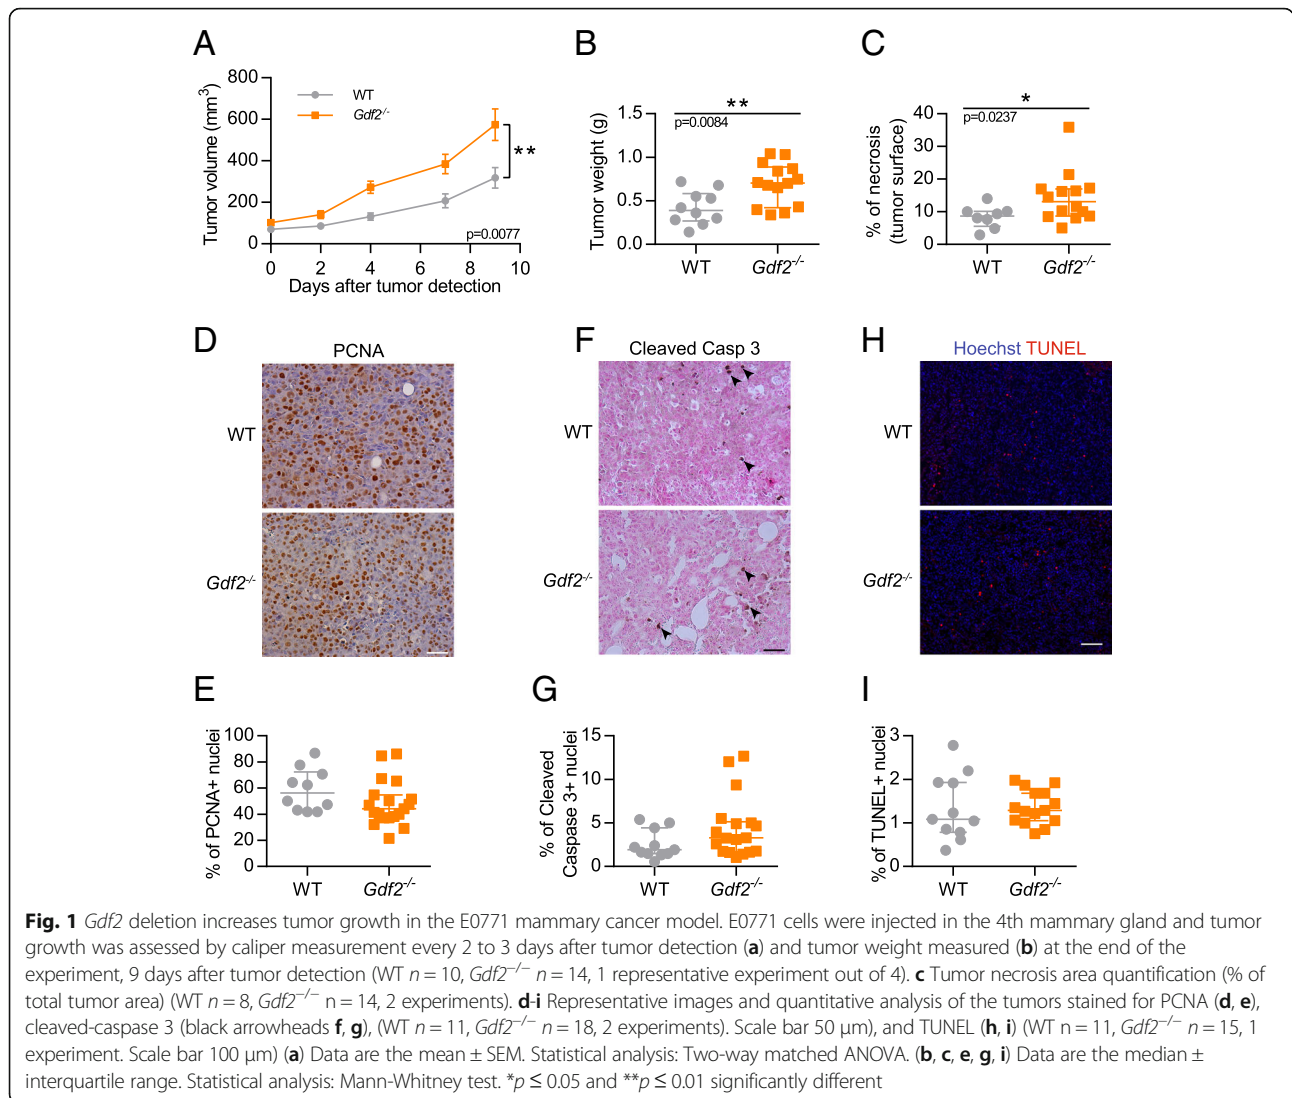 A
Tumor volume (mm³)
800
600
400
200
0
WT
Gdf2⁻/⁻
**
p=0.0077
0 2 4 6 8 10
Days after tumor detection
B
Tumor weight (g)
1.5
1.0
0.5
0.0
**
p=0.0084
WT Gdf2⁻/⁻
C
% of necrosis
(tumor surface)
40
30
20
10
0
*
p=0.0237
WT Gdf2⁻/⁻
D
PCNA
WT
Gdf2⁻/⁻
F
Cleaved Casp 3
WT
Gdf2⁻/⁻
H
Hoechst TUNEL
WT
Gdf2⁻/⁻
E
% of PCNA+ nuclei
100
80
60
40
20
0
WT Gdf2⁻/⁻
G
% of Cleaved
Caspase 3+ nuclei
15
10
5
0
WT Gdf2⁻/⁻
I
% of TUNEL+ nuclei
3
2
1
0
WT Gdf2⁻/⁻
Fig. 1 Gdf2 deletion increases tumor growth in the E0771 mammary cancer model. E0771 cells were injected in the 4th mammary gland and tumor
growth was assessed by caliper measurement every 2 to 3 days after tumor detection (a) and tumor weight measured (b) at the end of the
experiment, 9 days after tumor detection (WT n = 10, Gdf2⁻/⁻ n = 14, 1 representative experiment out of 4). c Tumor necrosis area quantification (% of
total tumor area) (WT n = 8, Gdf2⁻/⁻ n = 14, 2 experiments). d-i Representative images and quantitative analysis of the tumors stained for PCNA (d, e),
cleaved-caspase 3 (black arrowheads f, g), (WT n = 11, Gdf2⁻/⁻ n = 18, 2 experiments). Scale bar 50 μm), and TUNEL (h, i) (WT n = 11, Gdf2⁻/⁻ n = 15, 1
experiment. Scale bar 100 μm) (a) Data are the mean ± SEM. Statistical analysis: Two-way matched ANOVA. (b, c, e, g, i) Data are the median ±
interquartile range. Statistical analysis: Mann-Whitney test. *p ≤ 0.05 and **p ≤ 0.01 significantly different